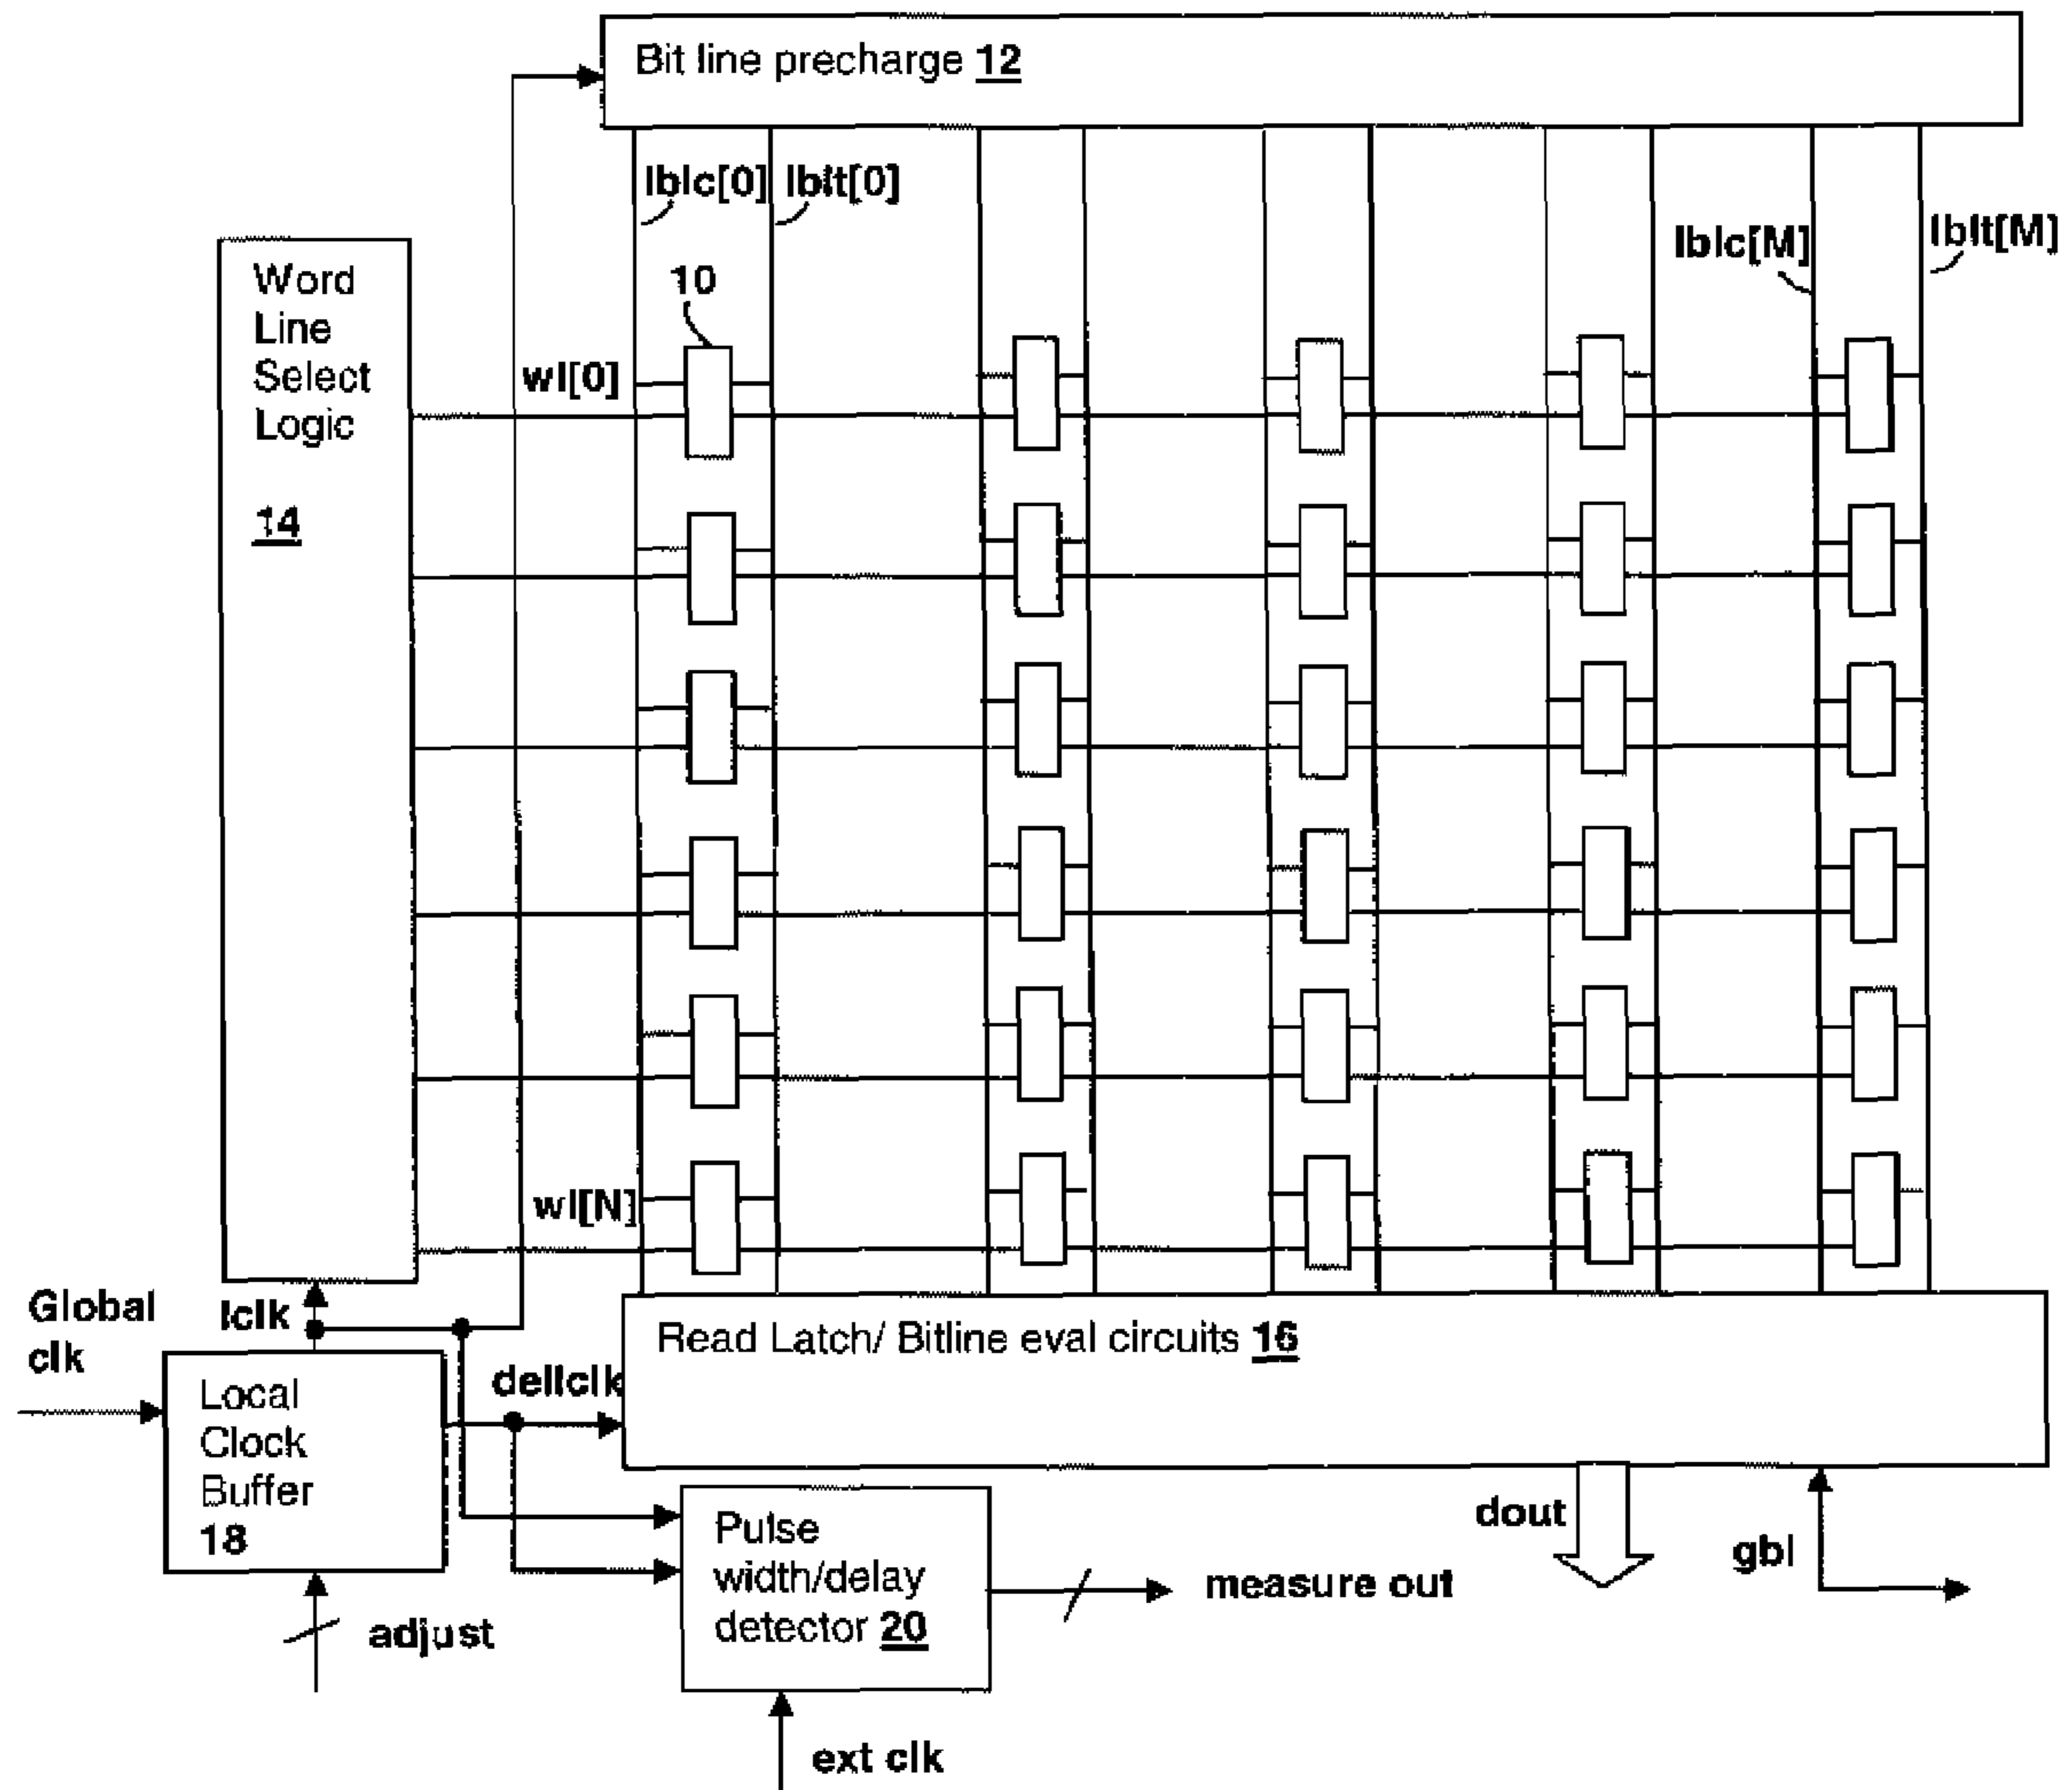 Bit line precharge 12
lblc[0]
lblt[0]
lblc[M]
lblt[M]
Word
Line
Select
Logic
14
10
wl[0]
wl[N]
Global
clk
lclk
Read Latch/ Bitline eval circuits 16
Local
Clock
Buffer
18
dellclk
Pulse
width/delay
detector 20
dout
gbl
measure out
adjust
ext clk